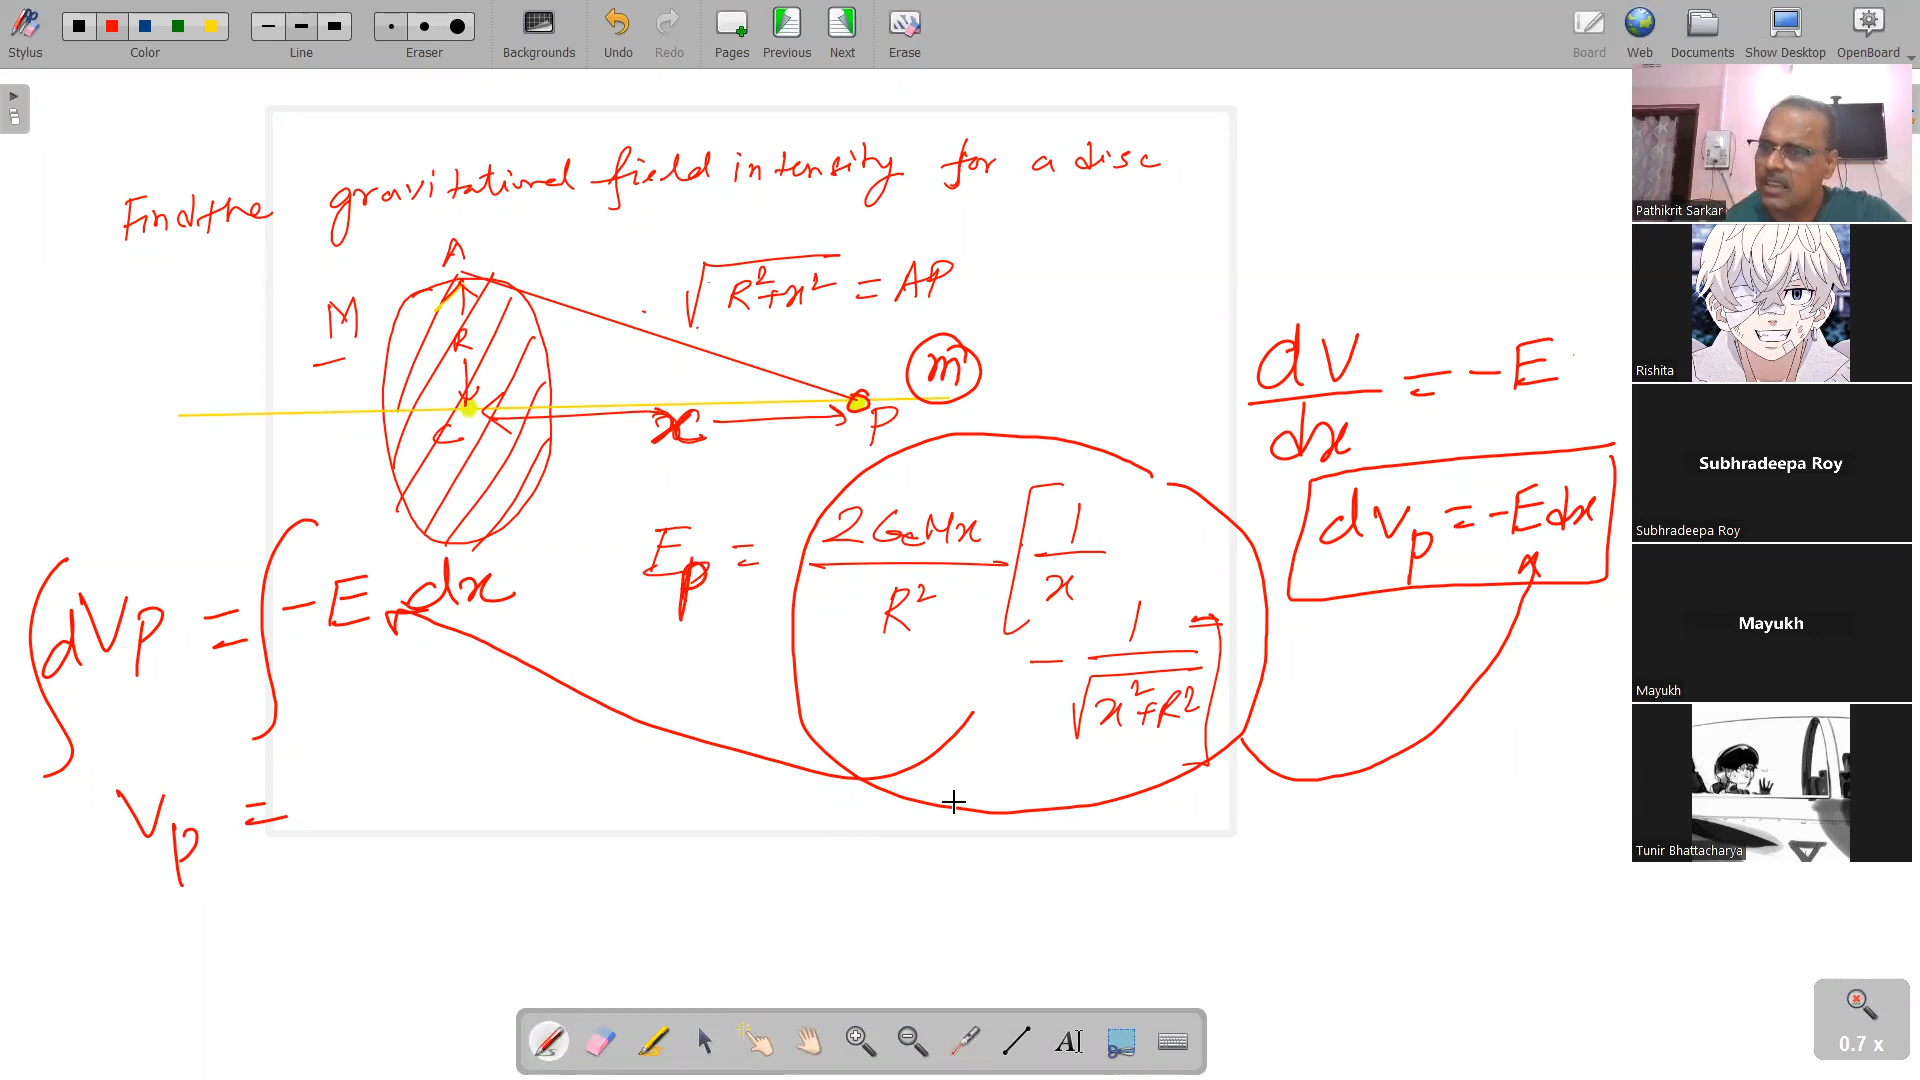 Stylus
Color
Line
Eraser
Backgrounds
Undo
Redo
Pages
Previous
Next
Erase
Board
Web
Documents
Show Desktop
OpenBoard
Find the gravitational field intensity for a disc
A
√(R²+x²) = AP
M
R
m
C
x
P
dV/dx = -E
dVp = -Edx
Ep = 2GMx/R² [1/x - 1/√(x²+R²)]
∫dVp = ∫-E dx
Vp =
Pathikrit Sarkar
Rishita
Subhradeepa Roy
Subhradeepa Roy
Mayukh
Mayukh
Tunir Bhattacharya
0.7 x